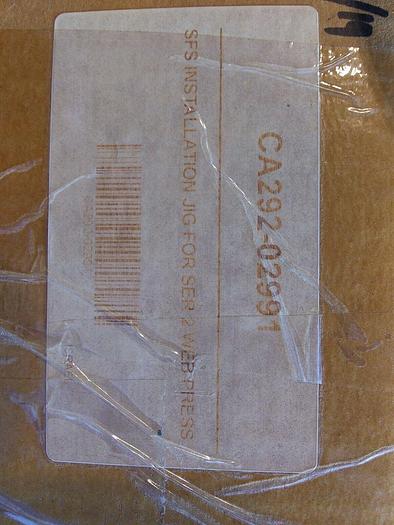 CA292-02991
SFS INSTALLATION JIG FOR SER 2 WEB PRESS